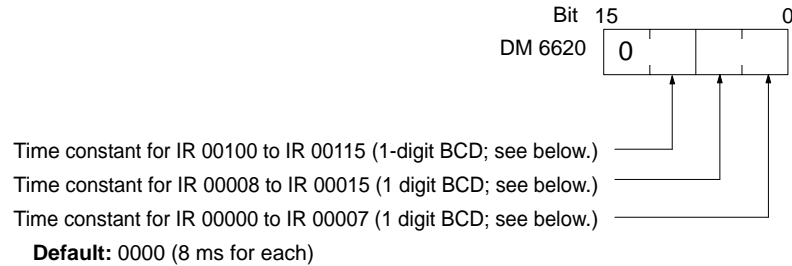 Bit 15 0
DM 6620 0
Time constant for IR 00100 to IR 00115 (1-digit BCD; see below.)
Time constant for IR 00008 to IR 00015 (1 digit BCD; see below.)
Time constant for IR 00000 to IR 00007 (1 digit BCD; see below.)
Default: 0000 (8 ms for each)